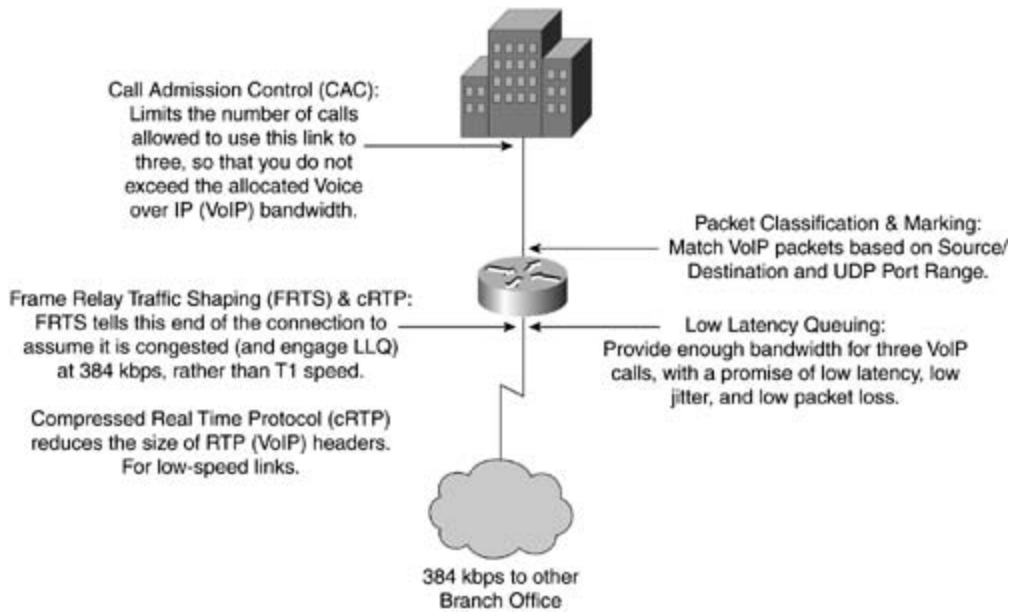 Call Admission Control (CAC):
Limits the number of calls
allowed to use this link to
three, so that you do not
exceed the allocated Voice
over IP (VoIP) bandwidth.
Packet Classification & Marking:
Match VoIP packets based on Source/
Destination and UDP Port Range.
Frame Relay Traffic Shaping (FRTS) & cRTP:
FRTS tells this end of the connection to
assume it is congested (and engage LLQ)
at 384 kbps, rather than T1 speed.
Low Latency Queuing:
Provide enough bandwidth for three VoIP
calls, with a promise of low latency, low
jitter, and low packet loss.
Compressed Real Time Protocol (cRTP)
reduces the size of RTP (VoIP) headers.
For low-speed links.
384 kbps to other
Branch Office